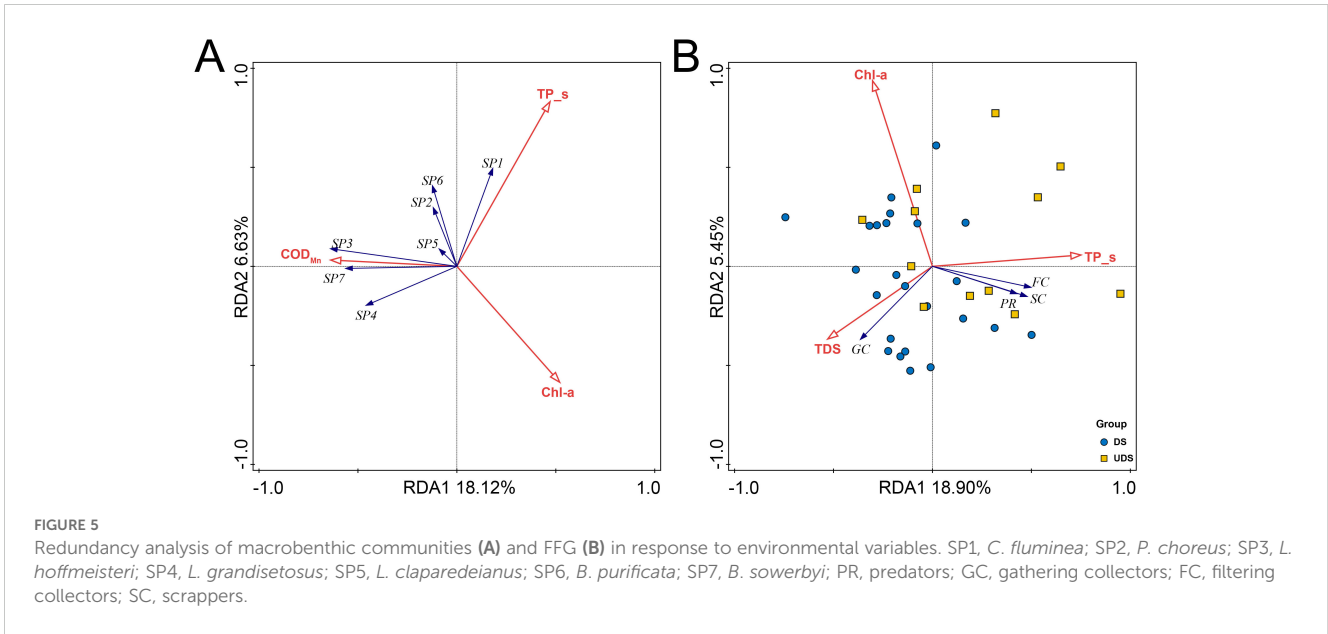 A
1.0
TP_s
SP1
SP6
SP2
SP5
SP3
COD Mn
SP7
SP4
Chl-a
RDA2 6.63%
-1.0
-1.0
RDA1 18.12%
1.0
B
1.0
Chl-a
TP_s
FC
SC
PR
TDS
GC
RDA2 5.45%
Group
DS
UDS
-1.0
-1.0
RDA1 18.90%
1.0
FIGURE 5
Redundancy analysis of macrobenthic communities (A) and FFG (B) in response to environmental variables. SP1, C. fluminea; SP2, P. choreus; SP3, L.
hoffmeisteri; SP4, L. grandisetosus; SP5, L. claparedeianus; SP6, B. purificata; SP7, B. sowerbyi; PR, predators; GC, gathering collectors; FC, filtering
collectors; SC, scrappers.